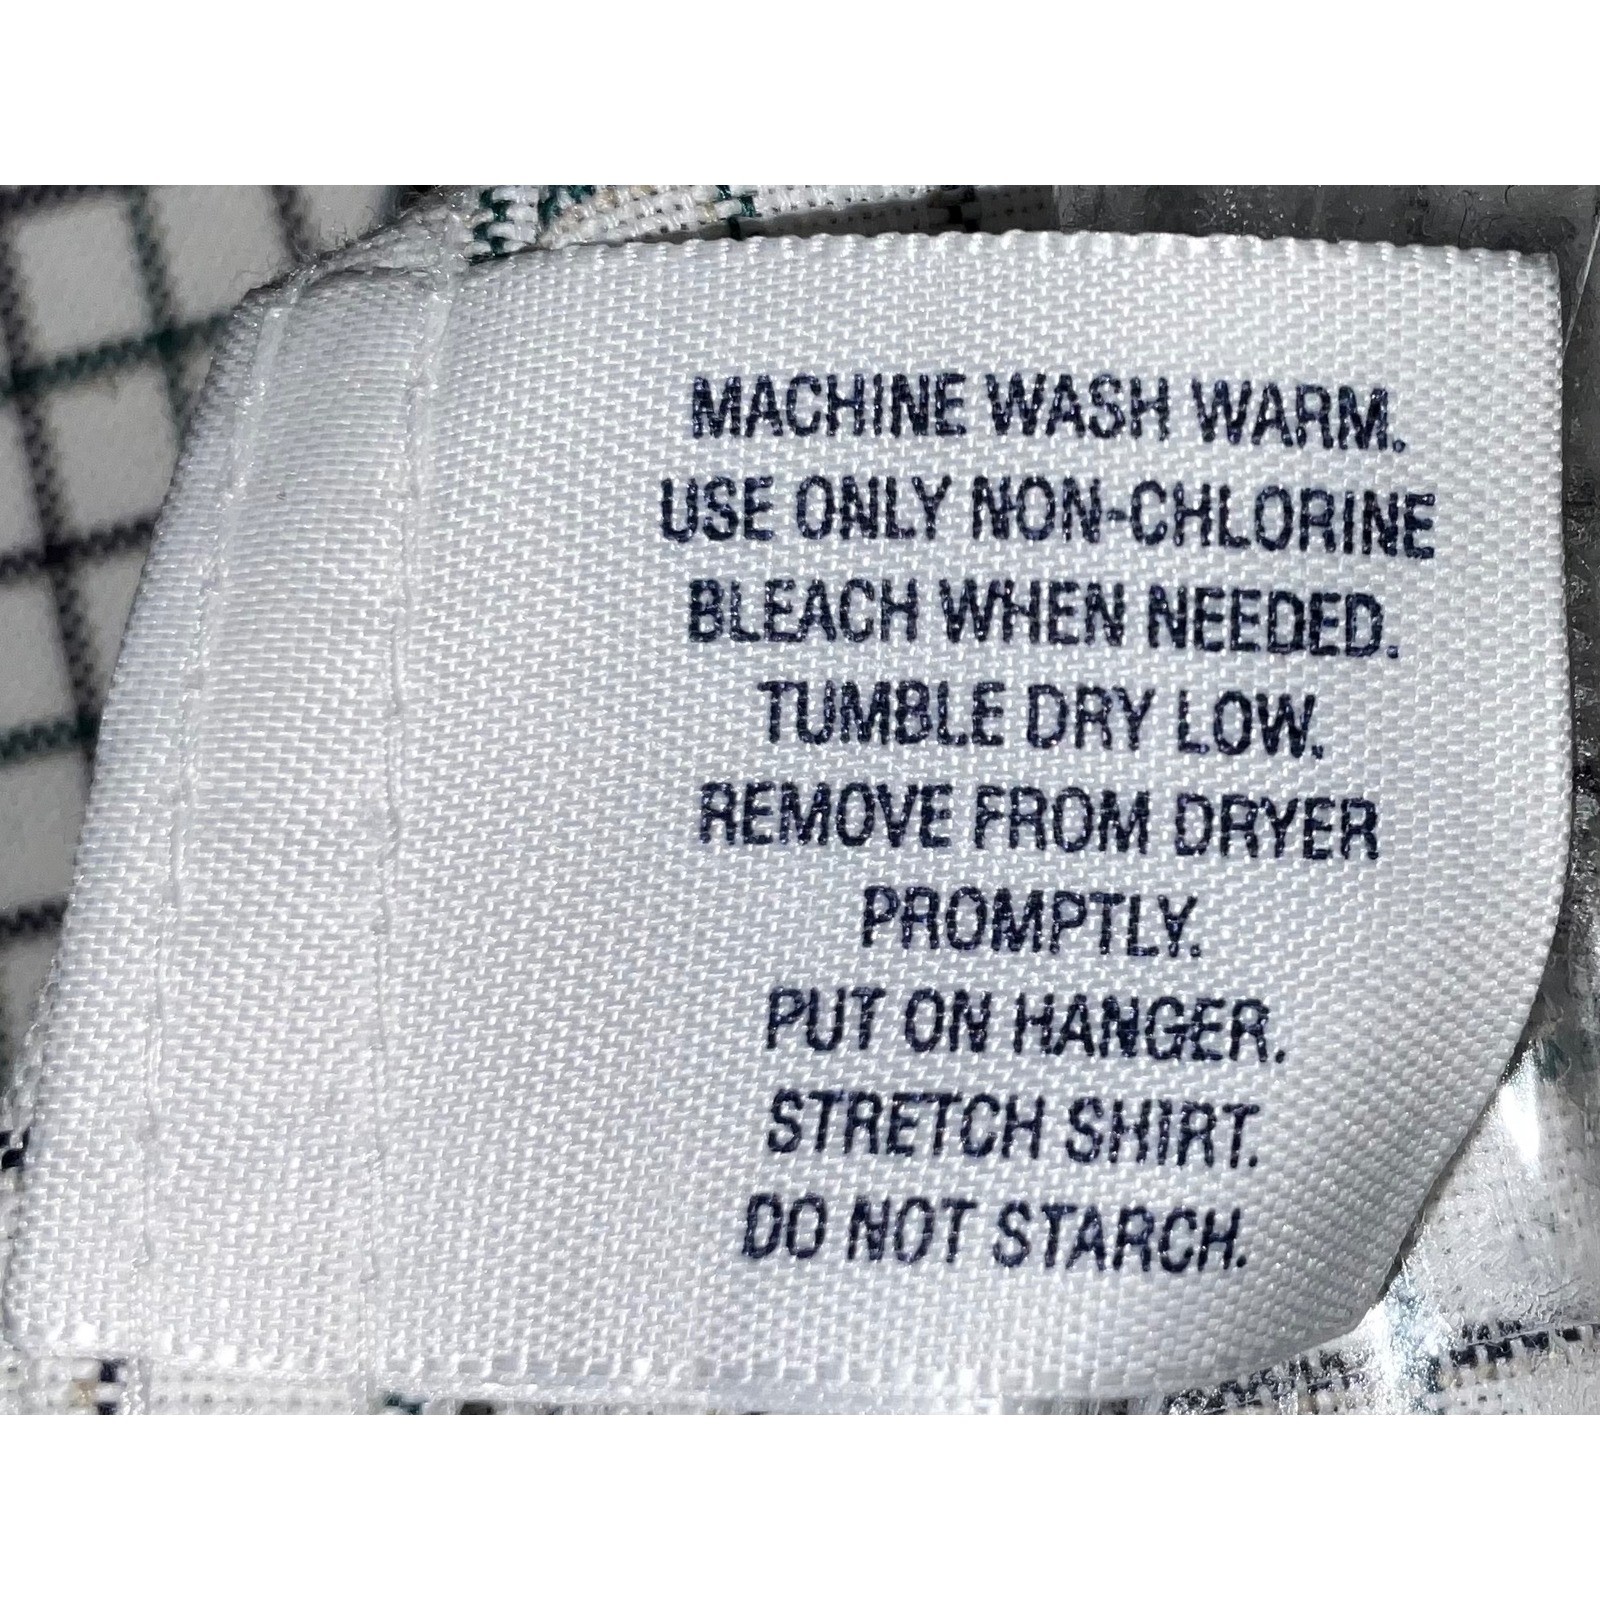 MACHINE WASH WARM.
USE ONLY NON-CHLORINE
BLEACH WHEN NEEDED.
TUMBLE DRY LOW.
REMOVE FROM DRYER
PROMPTLY.
PUT ON HANGER.
STRETCH SHIRT.
DO NOT STARCH.